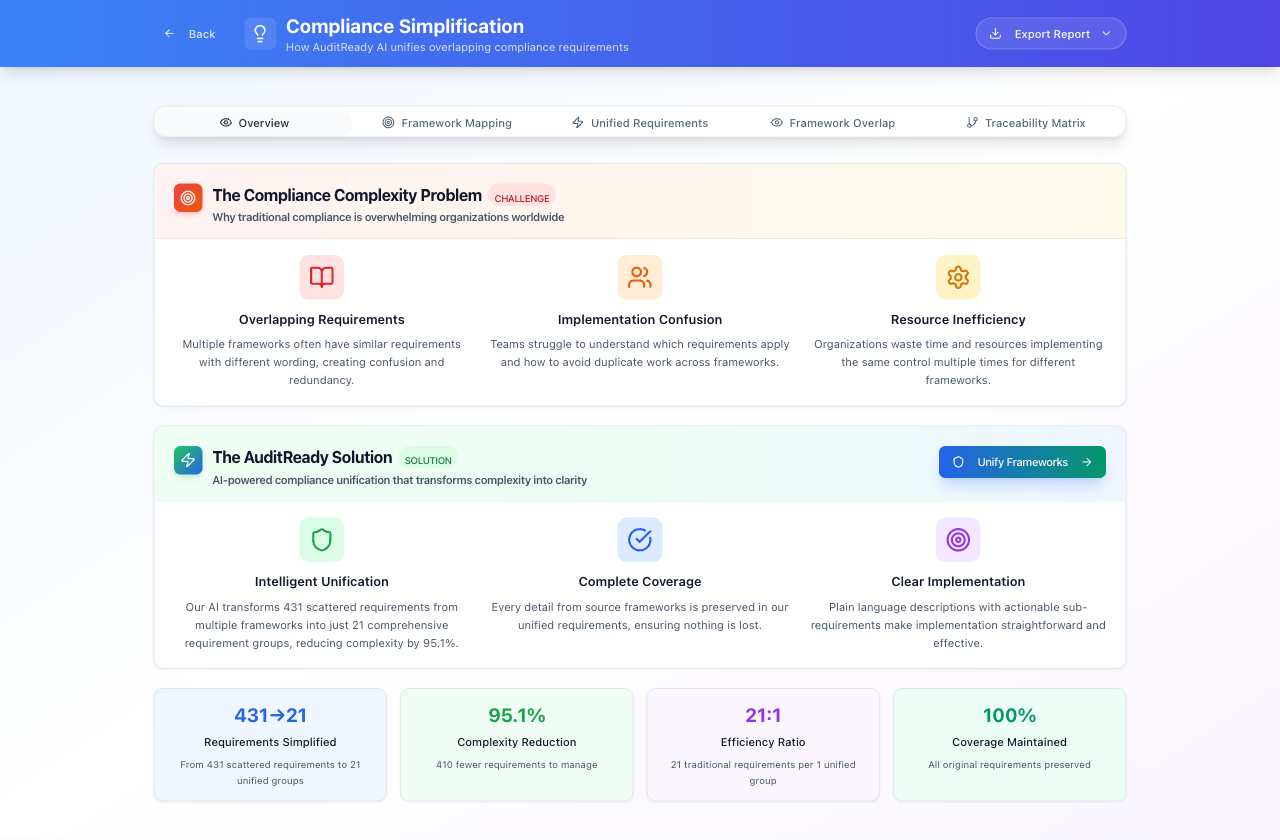 Back
Compliance Simplification
How AuditReady AI unifies overlapping compliance requirements
Export Report
Overview
Framework Mapping
Unified Requirements
Framework Overlap
Traceability Matrix
The Compliance Complexity Problem
CHALLENGE
Why traditional compliance is overwhelming organizations worldwide
Overlapping Requirements
Multiple frameworks often have similar requirements
with different wording, creating confusion and
redundancy.
Implementation Confusion
Teams struggle to understand which requirements apply
and how to avoid duplicate work across frameworks.
Resource Inefficiency
Organizations waste time and resources implementing
the same control multiple times for different
frameworks.
The AuditReady Solution
SOLUTION
AI-powered compliance unification that transforms complexity into clarity
Unify Frameworks
Intelligent Unification
Our AI transforms 431 scattered requirements from
multiple frameworks into just 21 comprehensive
requirement groups, reducing complexity by 95.1%.
Complete Coverage
Every detail from source frameworks is preserved in our
unified requirements, ensuring nothing is lost.
Clear Implementation
Plain language descriptions with actionable sub-
requirements make implementation straightforward and
effective.
431→21
Requirements Simplified
From 431 scattered requirements to 21
unified groups
95.1%
Complexity Reduction
410 fewer requirements to manage
21:1
Efficiency Ratio
21 traditional requirements per 1 unified
group
100%
Coverage Maintained
All original requirements preserved